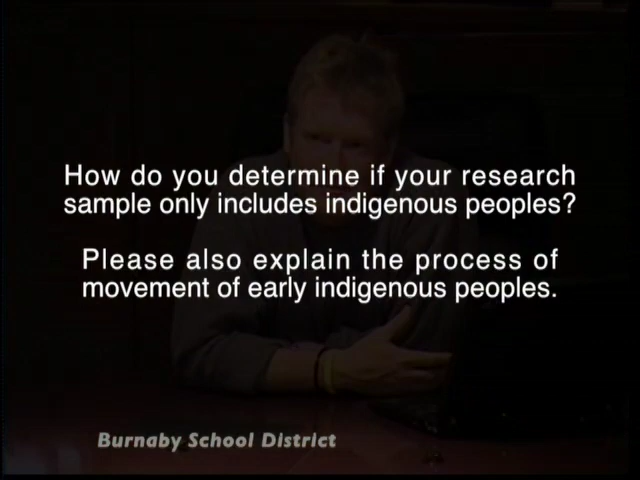 How do you determine if your research
sample only includes indigenous peoples?
Please also explain the process of
movement of early indigenous peoples.
Burnaby School District